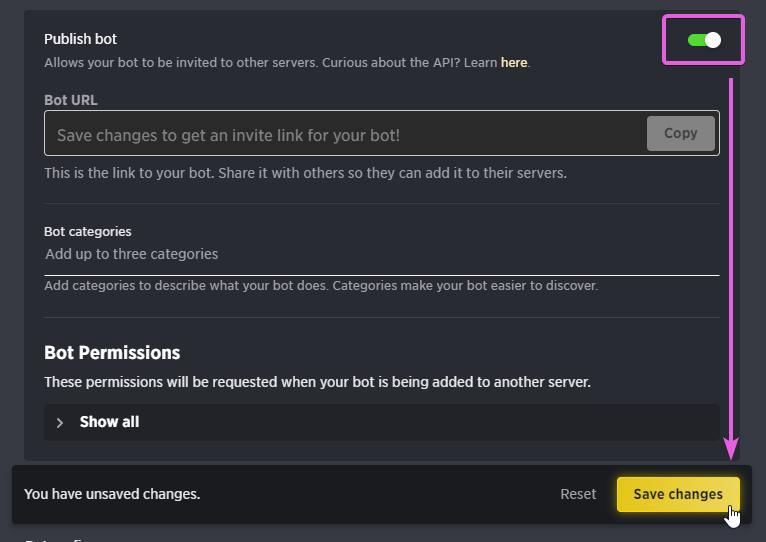 Publish bot
Allows your bot to be invited to other servers. Curious about the API? Learn here.
Bot URL
Save changes to get an invite link for your bot!
Copy
This is the link to your bot. Share it with others so they can add it to their servers.
Bot categories
Add up to three categories
Add categories to describe what your bot does. Categories make your bot easier to discover.
Bot Permissions
These permissions will be requested when your bot is being added to another server.
Show all
You have unsaved changes.
Reset
Save changes